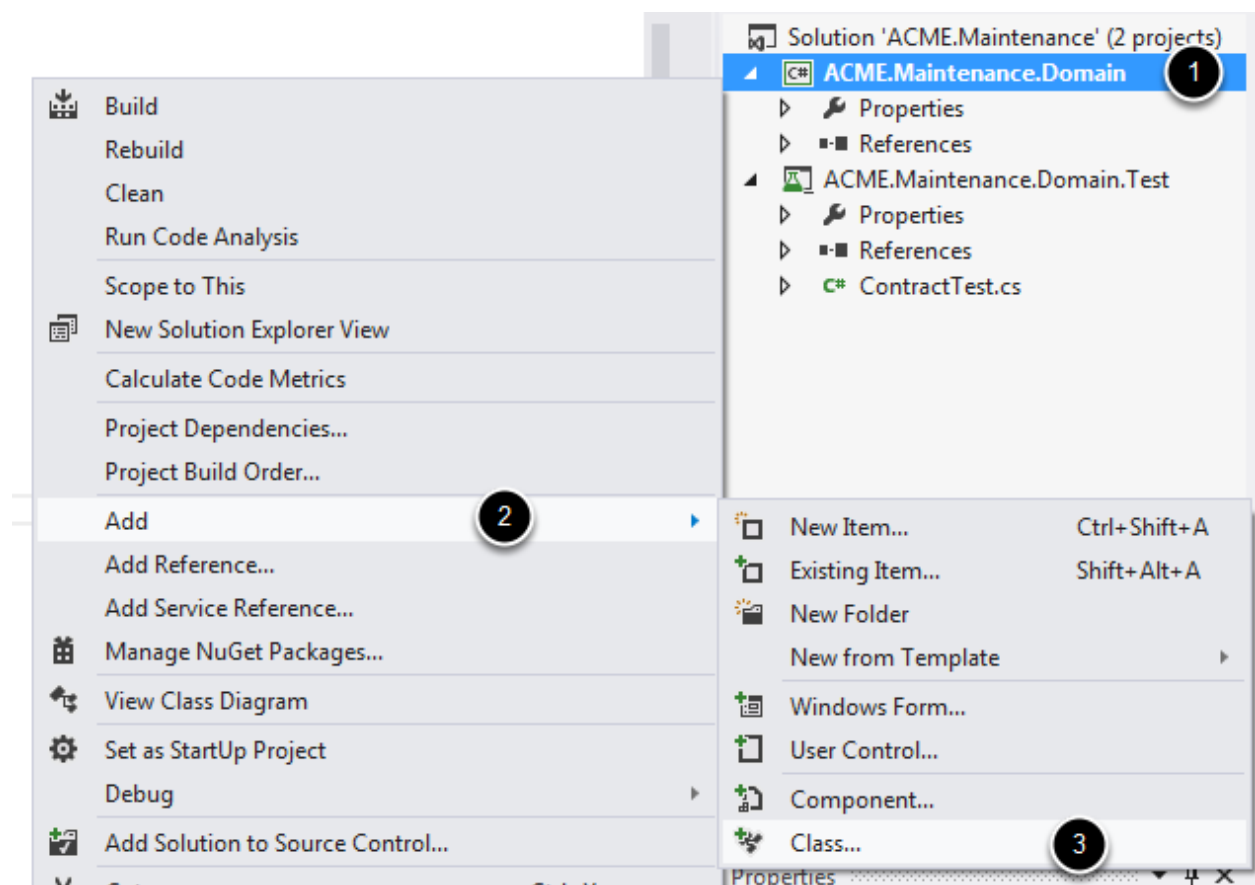 Solution 'ACME.Maintenance' (2 projects)
C# ACME.Maintenance.Domain 1
Properties
References
ACME.Maintenance.Domain.Test
Properties
References
C# ContractTest.cs
Build
Rebuild
Clean
Run Code Analysis
Scope to This
New Solution Explorer View
Calculate Code Metrics
Project Dependencies...
Project Build Order...
Add 2
Add Reference...
Add Service Reference...
Manage NuGet Packages...
View Class Diagram
Set as StartUp Project
Debug
Add Solution to Source Control...
New Item... Ctrl+Shift+A
Existing Item... Shift+Alt+A
New Folder
New from Template
Windows Form...
User Control...
Component...
Class... 3
Properties